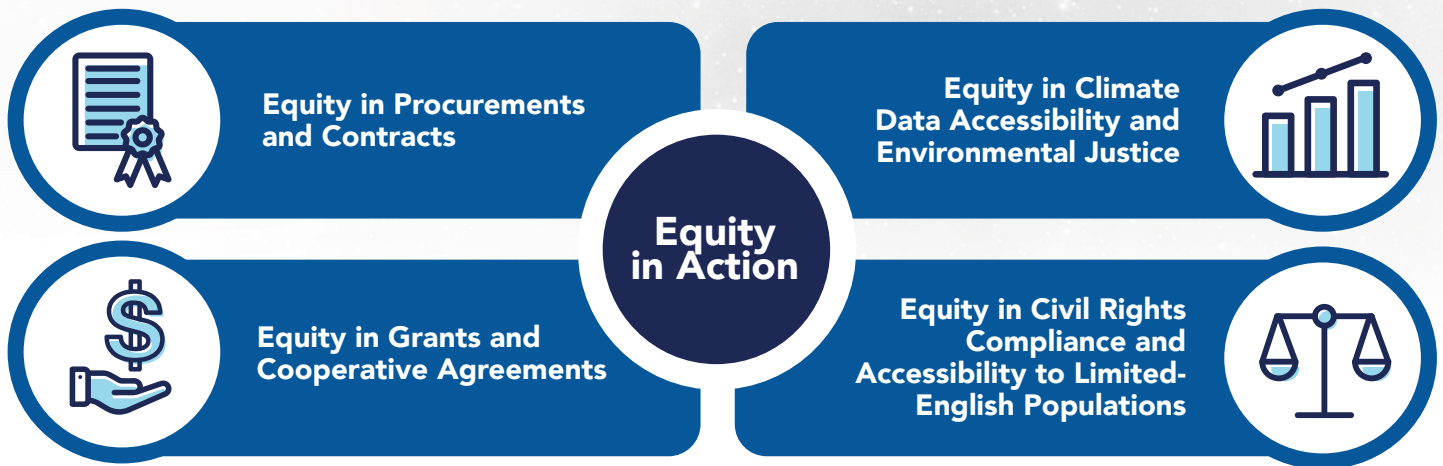 Equity in Procurements
and Contracts
Equity in Climate
Data Accessibility and
Environmental Justice
Equity
in Action
Equity in Grants and
Cooperative Agreements
Equity in Civil Rights
Compliance and
Accessibility to Limited-
English Populations